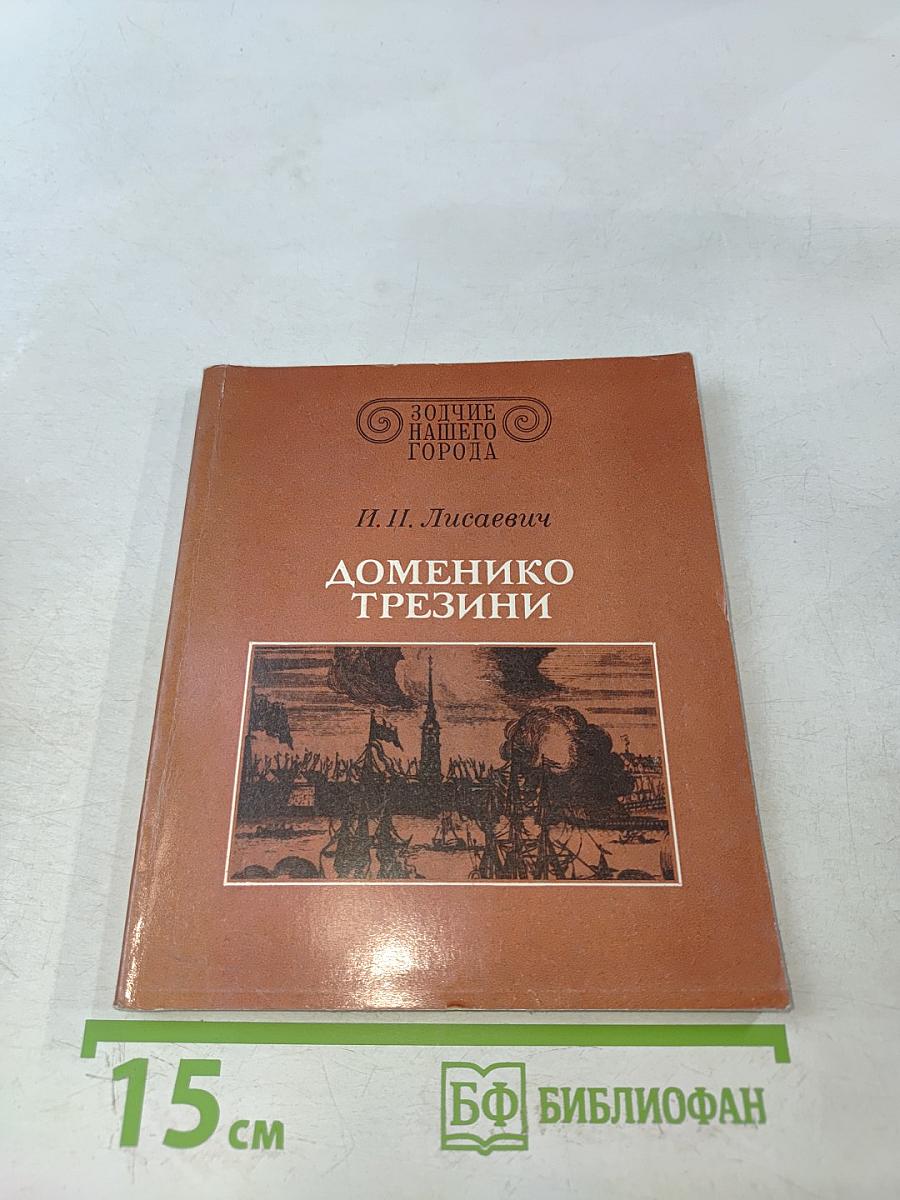 ЗОДЧИЕ
НАШЕГО
ГОРОДА
И. И. Лисаевич
ДОМЕНИКО
ТРЕЗИНИ
15 см
БФ БИБЛИОФАН